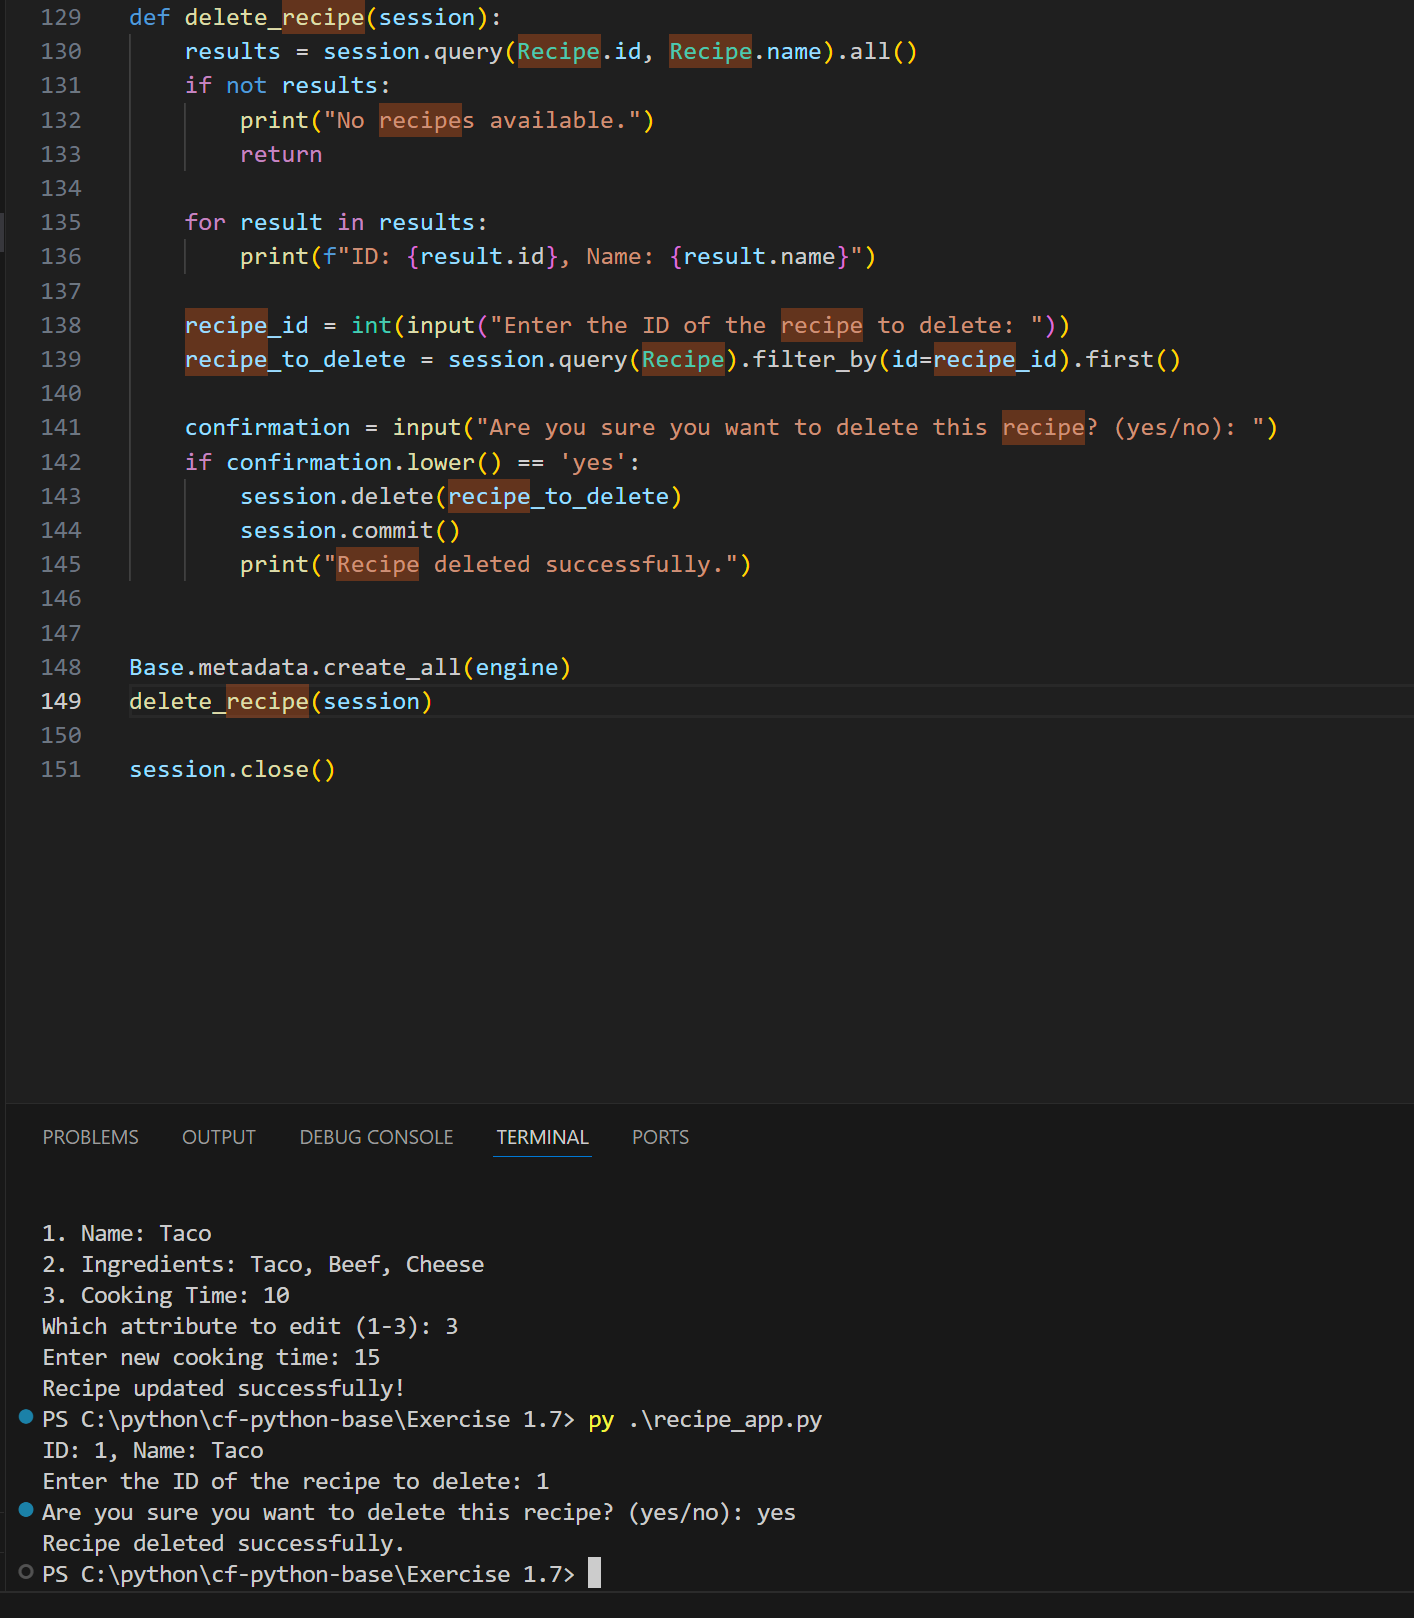 129 def delete_recipe(session):
130     results = session.query(Recipe.id, Recipe.name).all()
131     if not results:
132         print("No recipes available.")
133         return
134
135     for result in results:
136         print(f"ID: {result.id}, Name: {result.name}")
137
138     recipe_id = int(input("Enter the ID of the recipe to delete: "))
139     recipe_to_delete = session.query(Recipe).filter_by(id=recipe_id).first()
140
141     confirmation = input("Are you sure you want to delete this recipe? (yes/no): ")
142     if confirmation.lower() == 'yes':
143         session.delete(recipe_to_delete)
144         session.commit()
145         print("Recipe deleted successfully.")
146
147
148 Base.metadata.create_all(engine)
149 delete_recipe(session)
150
151 session.close()
PROBLEMS OUTPUT DEBUG CONSOLE TERMINAL PORTS
1. Name: Taco
2. Ingredients: Taco, Beef, Cheese
3. Cooking Time: 10
Which attribute to edit (1-3): 3
Enter new cooking time: 15
Recipe updated successfully!
PS C:\python\cf-python-base\Exercise 1.7> py .\recipe_app.py
ID: 1, Name: Taco
Enter the ID of the recipe to delete: 1
Are you sure you want to delete this recipe? (yes/no): yes
Recipe deleted successfully.
PS C:\python\cf-python-base\Exercise 1.7>